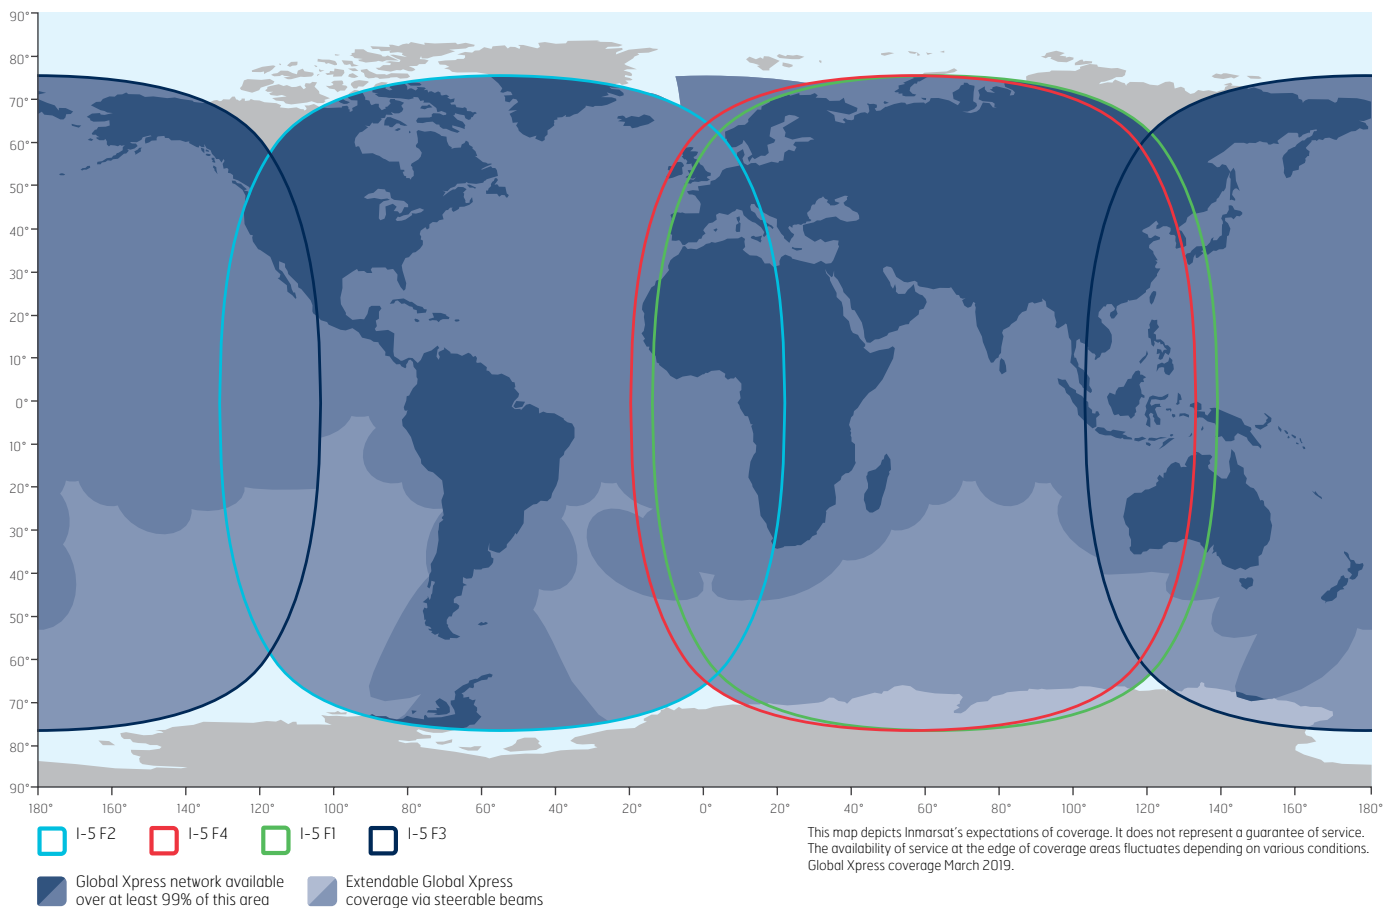 90°
80°
70°
60°
50°
40°
30°
20°
10°
0°
10°
20°
30°
40°
50°
60°
70°
80°
90°
180° 160° 140° 120° 100° 80° 60° 40° 20° 0° 20° 40° 60° 80° 100° 120° 140° 160° 180°
I-5 F2 I-5 F4 I-5 F1 I-5 F3
Global Xpress network available
over at least 99% of this area
Extendable Global Xpress
coverage via steerable beams
This map depicts Inmarsat's expectations of coverage. It does not represent a guarantee of service.
The availability of service at the edge of coverage areas fluctuates depending on various conditions.
Global Xpress coverage March 2019.